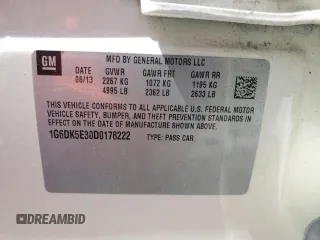 GM
MFD BY GENERAL MOTORS LLC
06/13
GVWR
2267 KG
4995 LB
GAWR FRT
1072 KG
2362 LB
GAWR RR
1195 KG
2633 LB
THIS VEHICLE CONFORMS TO ALL APPLICABLE U.S. FEDERAL MOTOR
VEHICLE SAFETY, BUMPER, AND THEFT PREVENTION STANDARDS IN
EFFECT ON THE DATE OF MANUFACTURE SHOWN ABOVE.
1G6DK5E30D0178222
TYPE: PASS CAR
DREAMBID